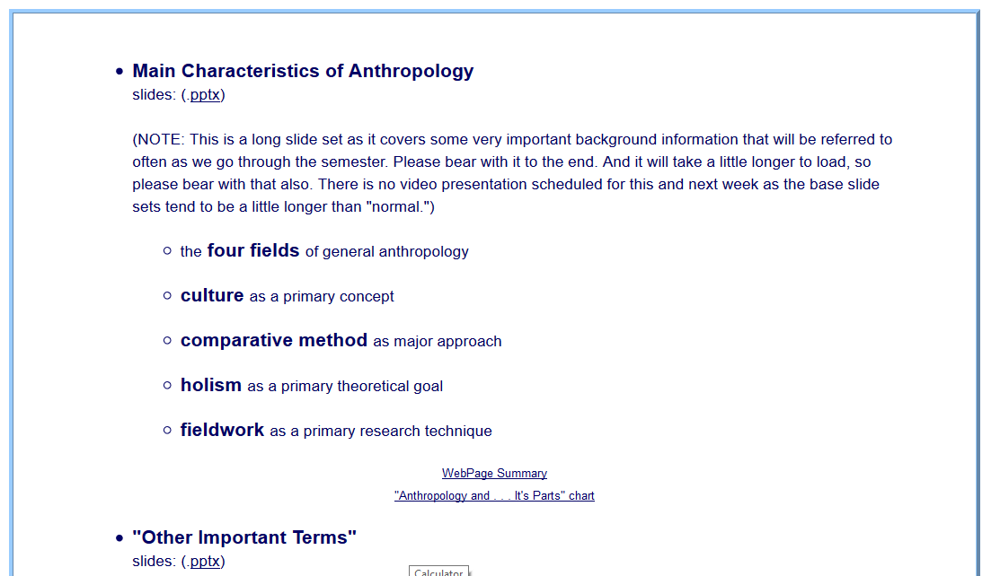 Main Characteristics of Anthropology
slides: (.pptx)
(NOTE: This is a long slide set as it covers some very important background information that will be referred to
often as we go through the semester. Please bear with it to the end. And it will take a little longer to load, so
please bear with that also. There is no video presentation scheduled for this and next week as the base slide
sets tend to be a little longer than "normal.")
the four fields of general anthropology
culture as a primary concept
comparative method as major approach
holism as a primary theoretical goal
fieldwork as a primary research technique
WebPage Summary
"Anthropology and . . . It's Parts" chart
"Other Important Terms"
slides: (.pptx)
Calculator